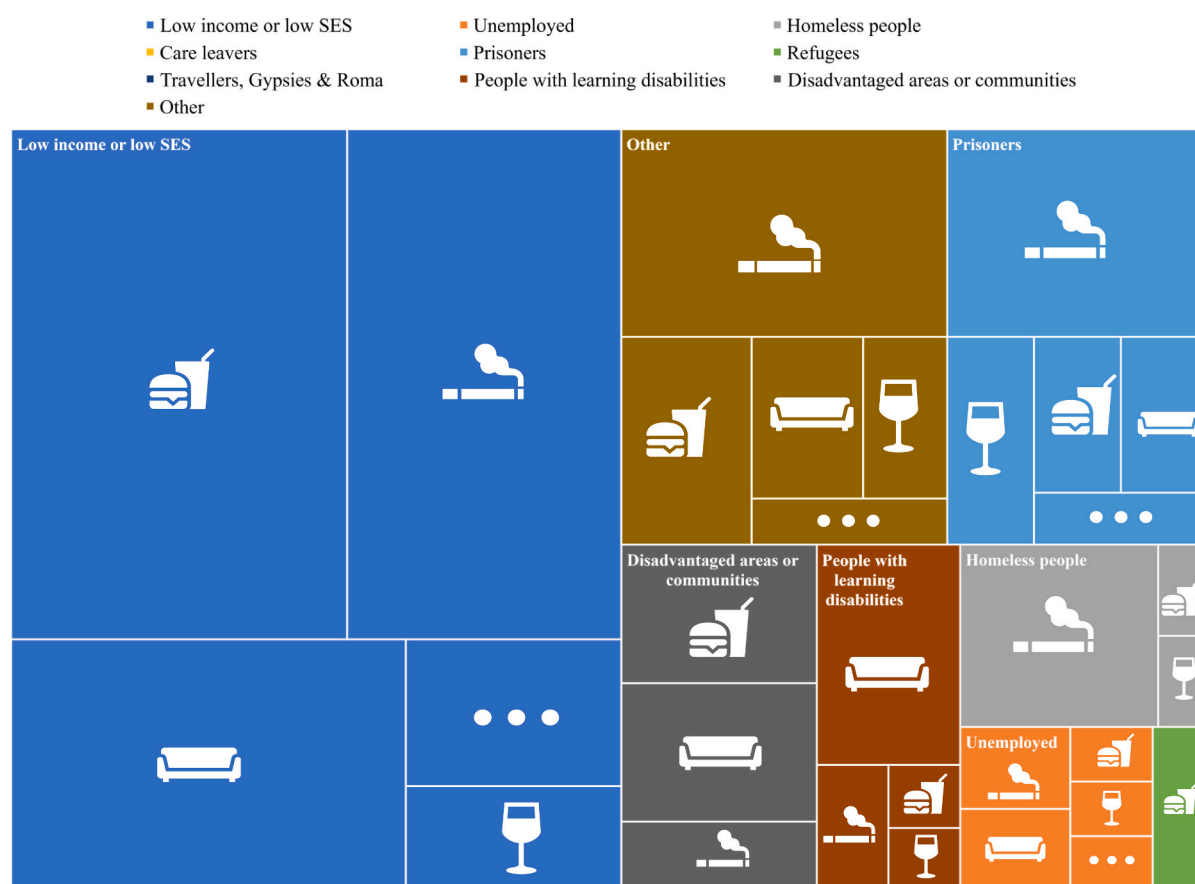 Low income or low SES
Unemployed
Homeless people
Care leavers
Prisoners
Refugees
Travellers, Gypsies & Roma
People with learning disabilities
Disadvantaged areas or communities
Other
Low income or low SES
Other
Prisoners
Disadvantaged areas or
communities
People with
learning
disabilities
Homeless people
Unemployed